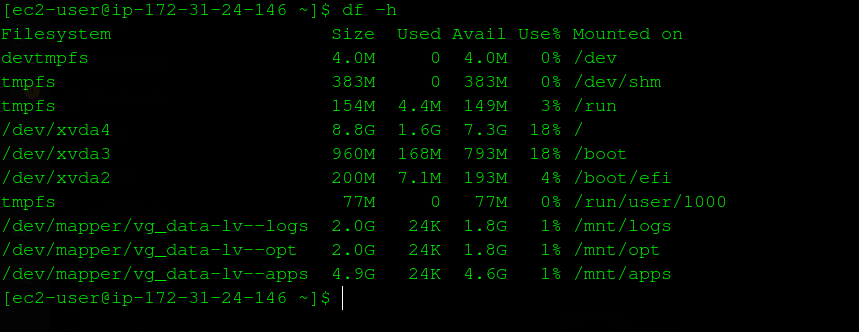 [ec2-user@ip-172-31-24-146 ~]$ df -h
Filesystem                     Size  Used Avail Use% Mounted on
devtmpfs                       4.0M     0  4.0M   0% /dev
tmpfs                          383M     0  383M   0% /dev/shm
tmpfs                          154M  4.4M  149M   3% /run
/dev/xvda4                     8.8G  1.6G  7.3G  18% /
/dev/xvda3                     960M  168M  793M  18% /boot
/dev/xvda2                     200M  7.1M  193M   4% /boot/efi
tmpfs                           77M     0   77M   0% /run/user/1000
/dev/mapper/vg_data-lv--logs   2.0G   24K  1.8G   1% /mnt/logs
/dev/mapper/vg_data-lv--opt    2.0G   24K  1.8G   1% /mnt/opt
/dev/mapper/vg_data-lv--apps   4.9G   24K  4.6G   1% /mnt/apps
[ec2-user@ip-172-31-24-146 ~]$